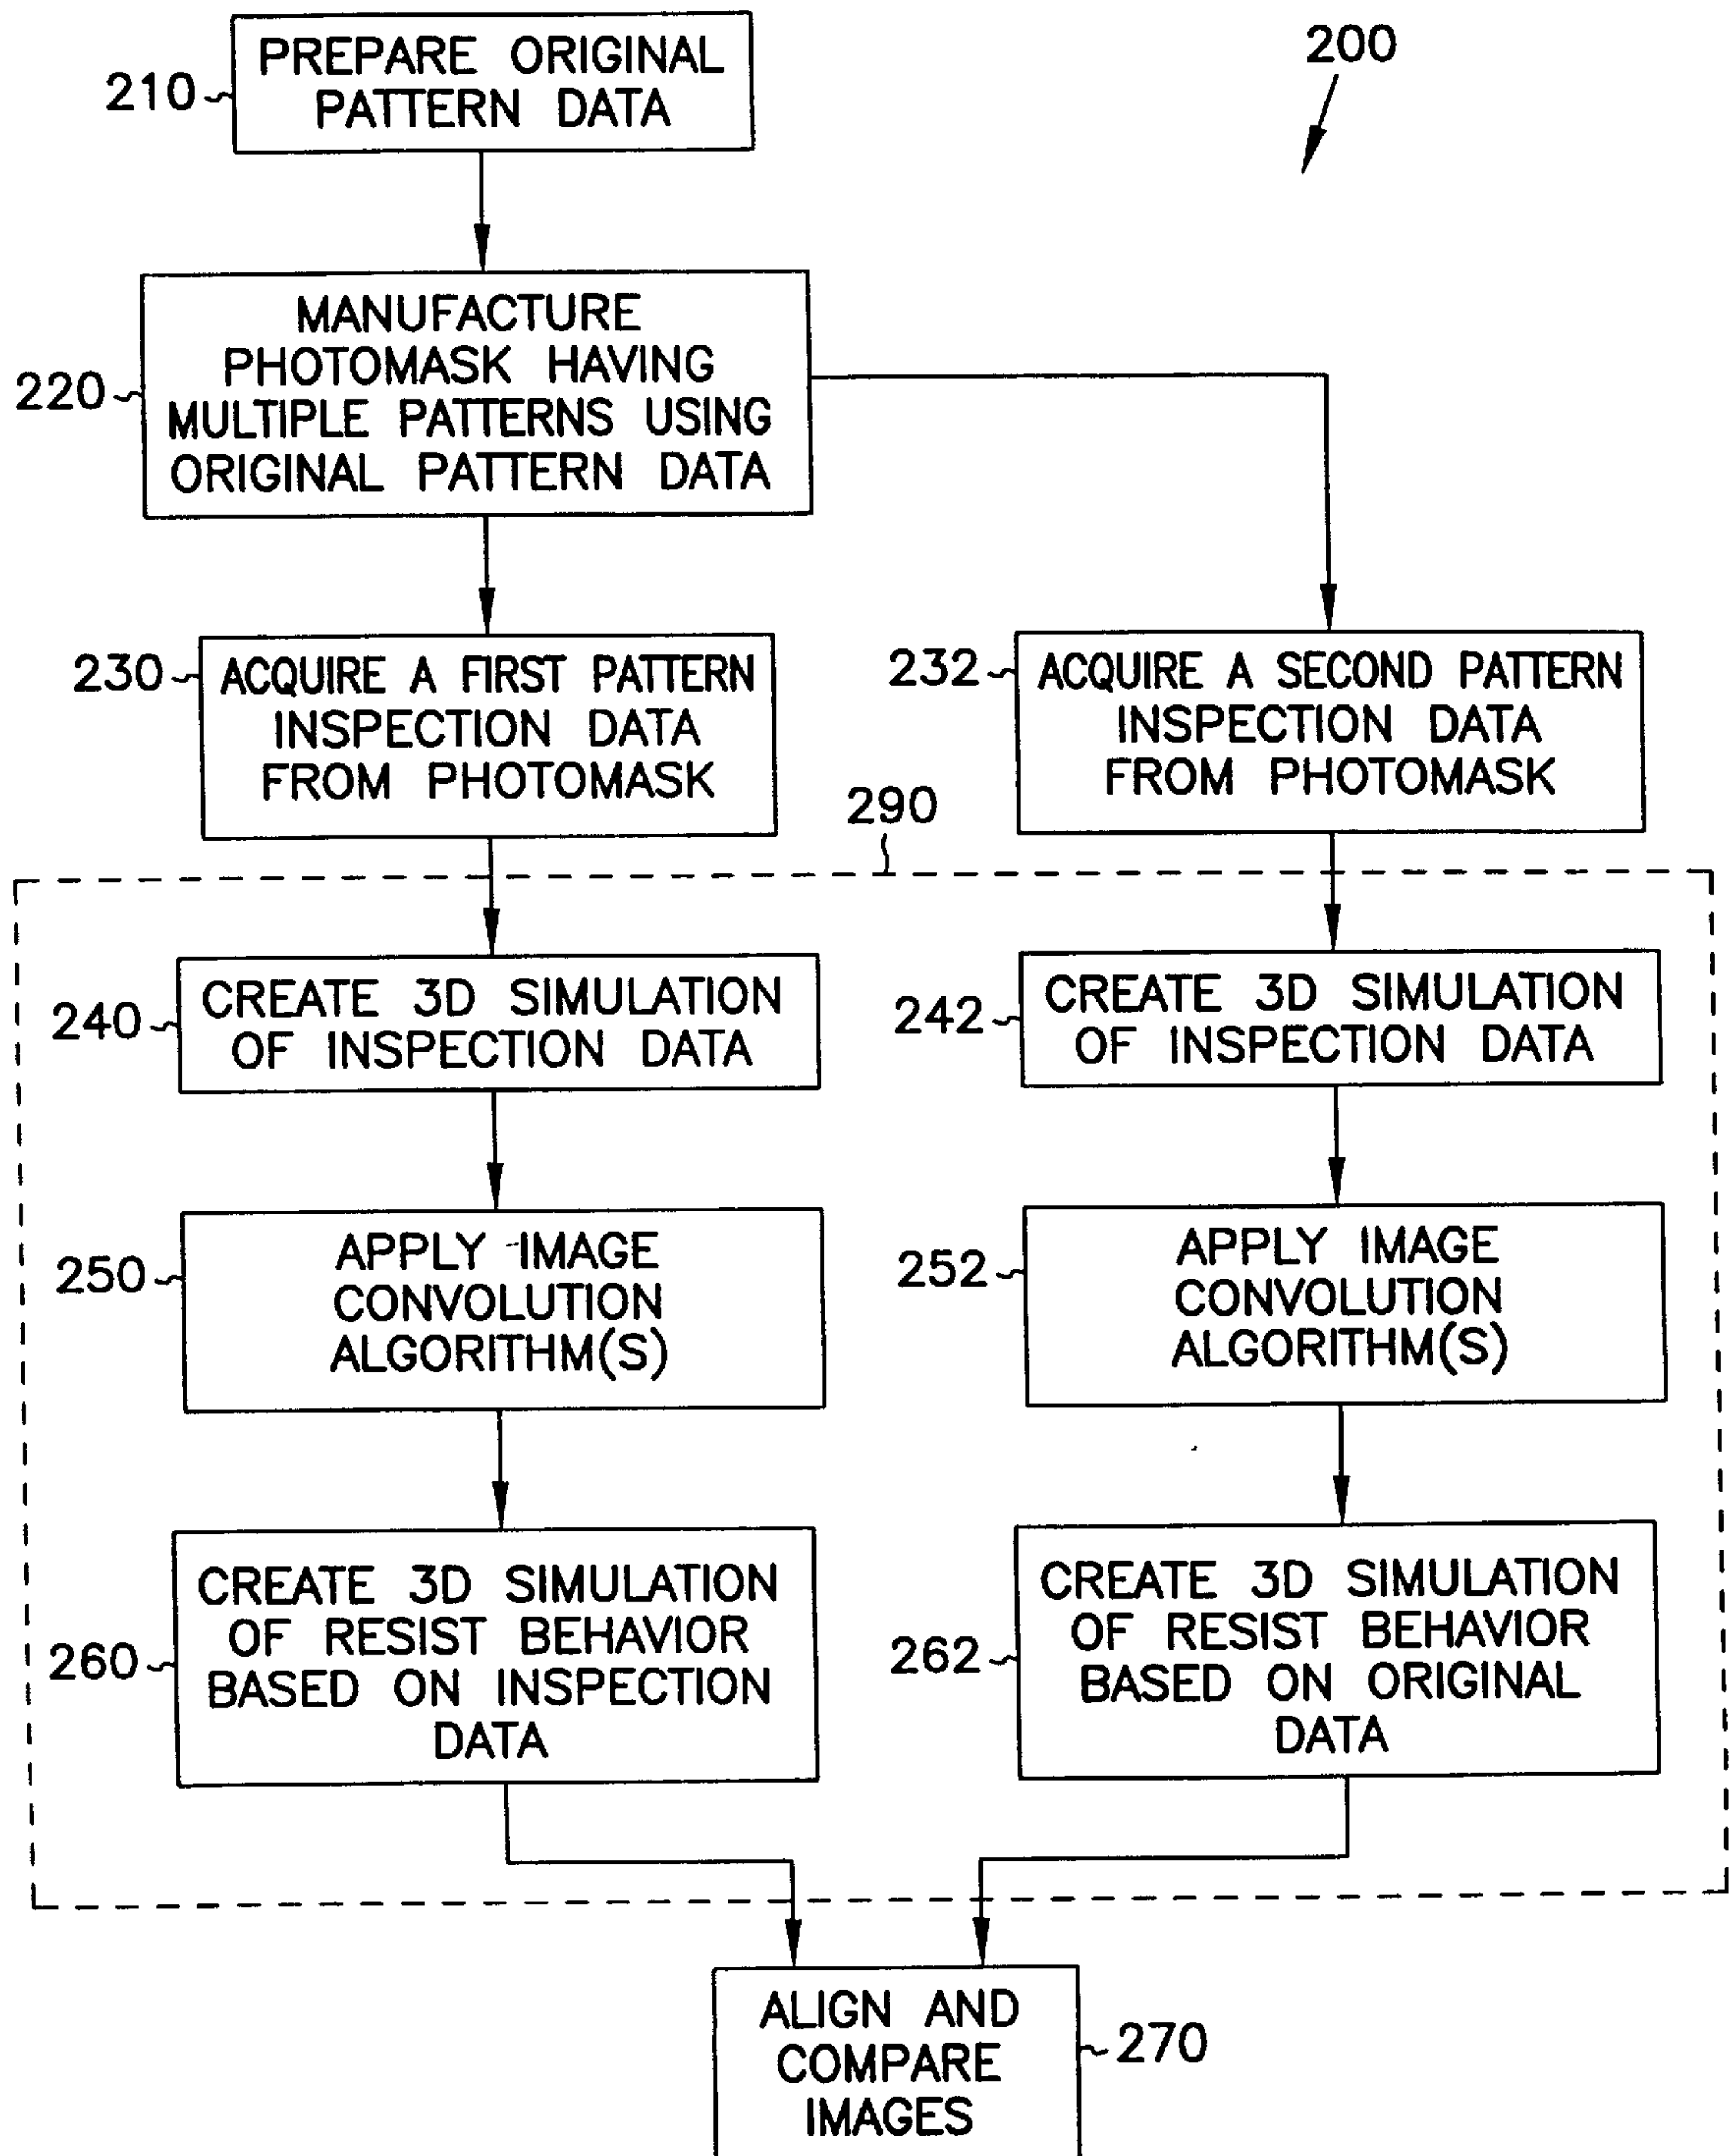 200
PREPARE ORIGINAL
PATTERN DATA
210
MANUFACTURE
PHOTOMASK HAVING
MULTIPLE PATTERNS USING
ORIGINAL PATTERN DATA
220
ACQUIRE A FIRST PATTERN
INSPECTION DATA
FROM PHOTOMASK
230
ACQUIRE A SECOND PATTERN
INSPECTION DATA
FROM PHOTOMASK
232
290
CREATE 3D SIMULATION
OF INSPECTION DATA
240
CREATE 3D SIMULATION
OF INSPECTION DATA
242
APPLY IMAGE
CONVOLUTION
ALGORITHM(S)
250
APPLY IMAGE
CONVOLUTION
ALGORITHM(S)
252
CREATE 3D SIMULATION
OF RESIST BEHAVIOR
BASED ON INSPECTION
DATA
260
CREATE 3D SIMULATION
OF RESIST BEHAVIOR
BASED ON ORIGINAL
DATA
262
ALIGN AND
COMPARE
IMAGES
270